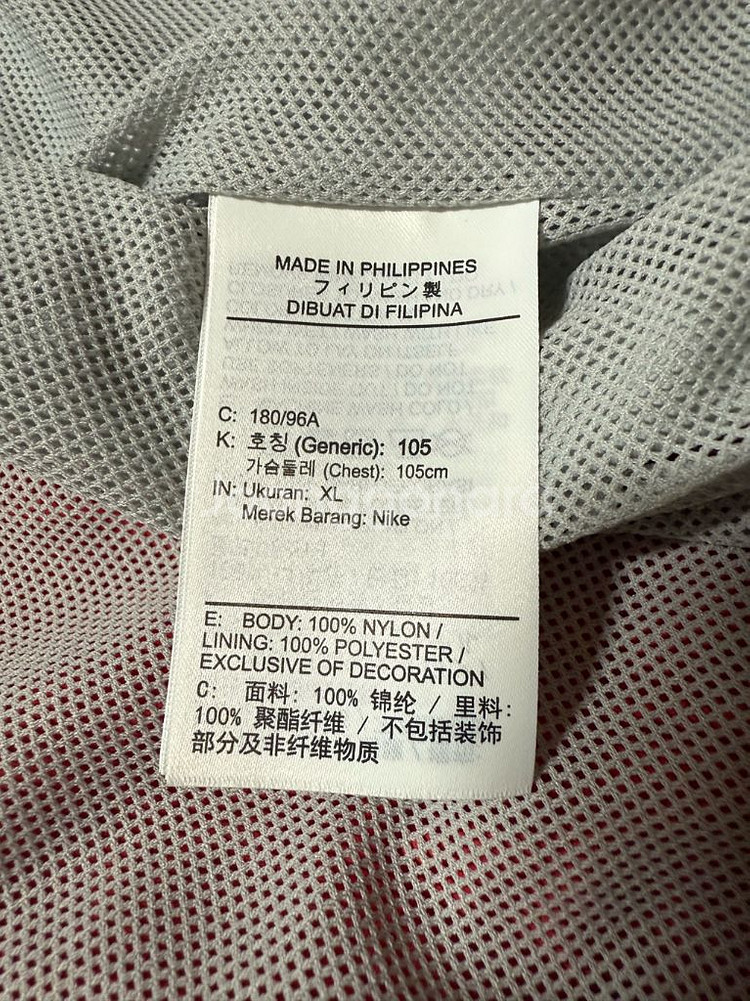 MADE IN PHILIPPINES
フィリピン製
DIBUAT DI FILIPINA
C: 180/96A
K: 호칭 (Generic): 105
가슴둘레 (Chest): 105cm
IN: Ukuran: XL
Merek Barang: Nike
E: BODY: 100% NYLON /
LINING: 100% POLYESTER /
EXCLUSIVE OF DECORATION
C: 面料: 100% 锦纶 / 里料:
100% 聚酯纤维 / 不包括装饰
部分及非纤维物质